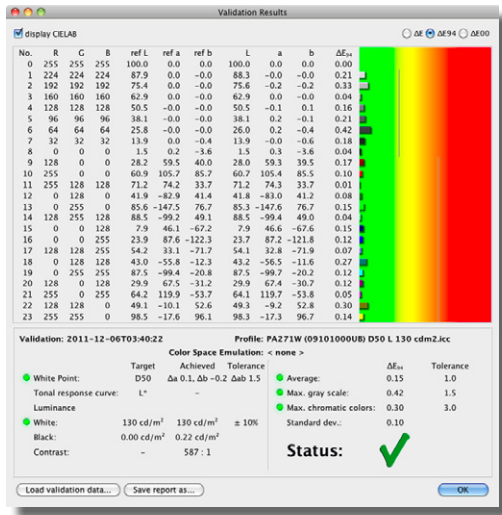 Validation Results
display CIELAB ΔE ΔE94 ΔE00
No. R G B ref L ref a ref b L a b ΔE94
0 255 255 255 100.0 0.0 0.0 100.0 0.0 0.0 0.00
1 224 224 224 87.9 0.0 -0.0 88.3 -0.0 -0.0 0.21
2 192 192 192 75.4 0.0 -0.0 75.6 -0.2 -0.2 0.33
3 160 160 160 62.9 0.0 -0.0 62.9 -0.0 0.0 0.04
4 128 128 128 50.5 -0.0 -0.0 50.5 -0.1 0.1 0.16
5 96 96 96 38.1 -0.0 -0.0 38.1 0.2 -0.1 0.21
6 64 64 64 25.8 -0.0 -0.0 26.0 0.2 -0.4 0.42
7 32 32 32 13.9 0.0 -0.4 13.9 -0.0 -0.6 0.18
8 0 0 0 1.5 0.2 -3.6 1.5 0.3 -3.6 0.04
9 128 0 0 28.2 59.5 40.0 28.0 59.3 39.5 0.17
10 255 0 0 60.9 105.7 85.7 60.7 105.4 85.5 0.10
11 255 128 128 71.2 74.2 33.7 71.2 74.3 33.7 0.01
12 0 128 0 41.9 -82.9 41.4 41.8 -83.0 41.2 0.08
13 0 255 0 85.6 -147.5 76.7 85.3 -147.6 76.7 0.15
14 128 255 128 88.5 -99.2 49.1 88.5 -99.4 49.0 0.04
15 0 0 128 7.9 46.1 -67.2 7.9 46.6 -67.6 0.15
16 0 0 255 23.9 87.6 -122.3 23.7 87.2 -121.8 0.12
17 128 128 255 54.2 33.1 -71.7 54.1 32.8 -71.9 0.07
18 0 128 128 43.0 -55.8 -12.3 43.2 -56.5 -11.6 0.27
19 0 255 255 87.5 -99.4 -20.8 87.5 -99.7 -20.2 0.12
20 128 0 128 29.9 67.5 -31.2 29.9 67.4 -30.7 0.12
21 255 0 255 64.2 119.9 -53.7 64.1 119.7 -53.8 0.05
22 128 128 0 49.1 -10.1 52.6 49.3 -9.2 52.8 0.30
23 255 255 0 98.5 -17.6 96.1 98.3 -17.3 96.7 0.14
Validation: 2011-12-06T03:40:22 Profile: PA271W (09101000UB) D50 L 130 cdm2.icc
Color Space Emulation: < none >
Target Achieved Tolerance ΔE94 Tolerance
White Point: D50 Δa 0.1, Δb -0.2 Δab 1.5 Average: 0.15 1.0
Tonal response curve: L* – Max. gray scale: 0.42 1.5
Luminance Max. chromatic colors: 0.30 3.0
White: 130 cd/m² 130 cd/m² ± 10% Standard dev.: 0.10
Black: 0.00 cd/m² 0.22 cd/m²
Contrast: – 587 : 1 Status:
Load validation data... Save report as... OK